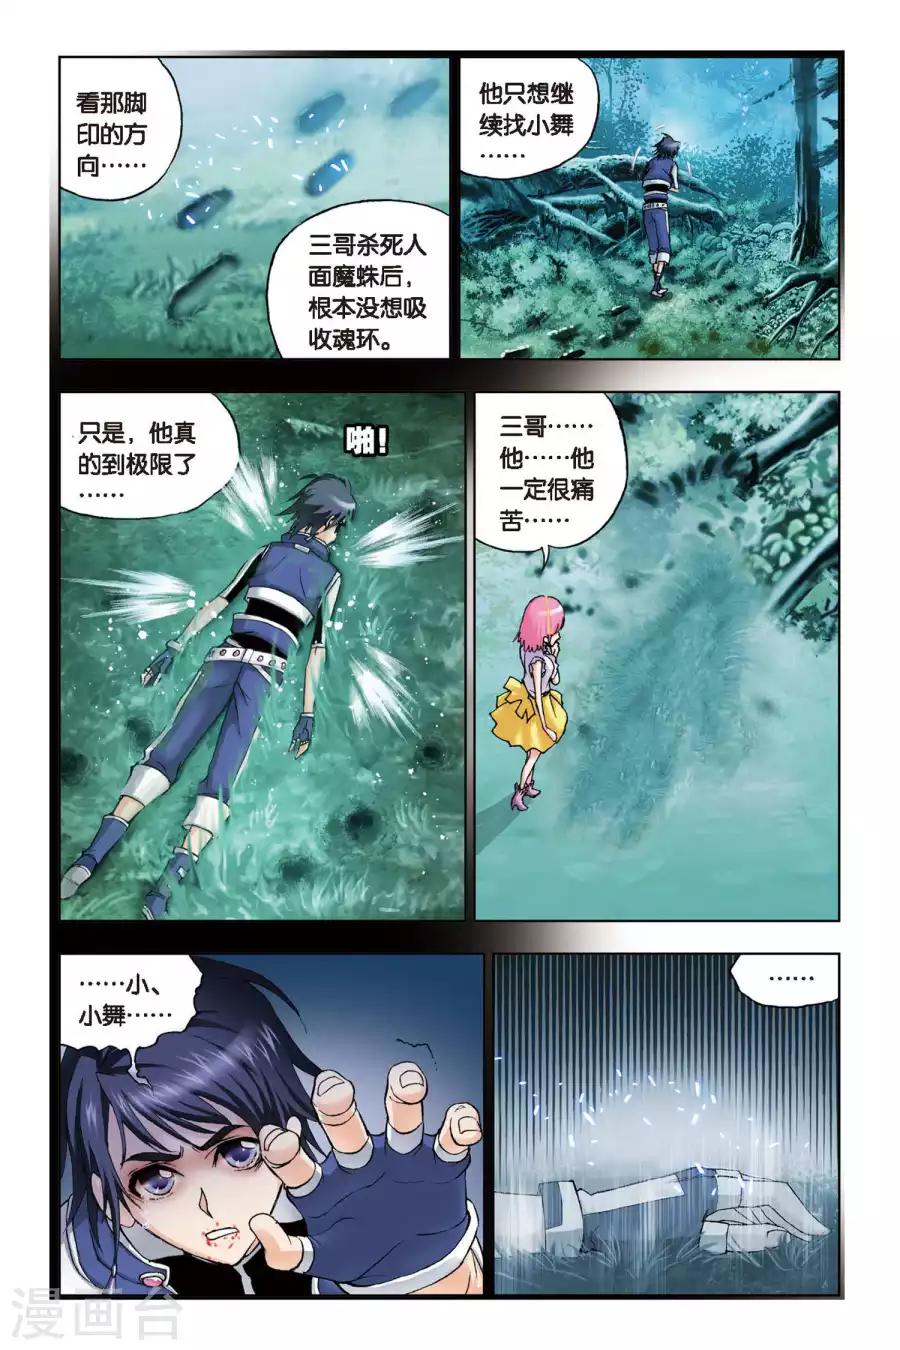 看那脚
印的方
向……
三哥杀死人
面魔蛛后，
根本没想吸
收魂环。
他只想继
续找小舞
……
只是，他真
的到极限了
……
啪！
三哥……
他……他
一定很痛
苦……
……小、
小舞……
……
漫画台